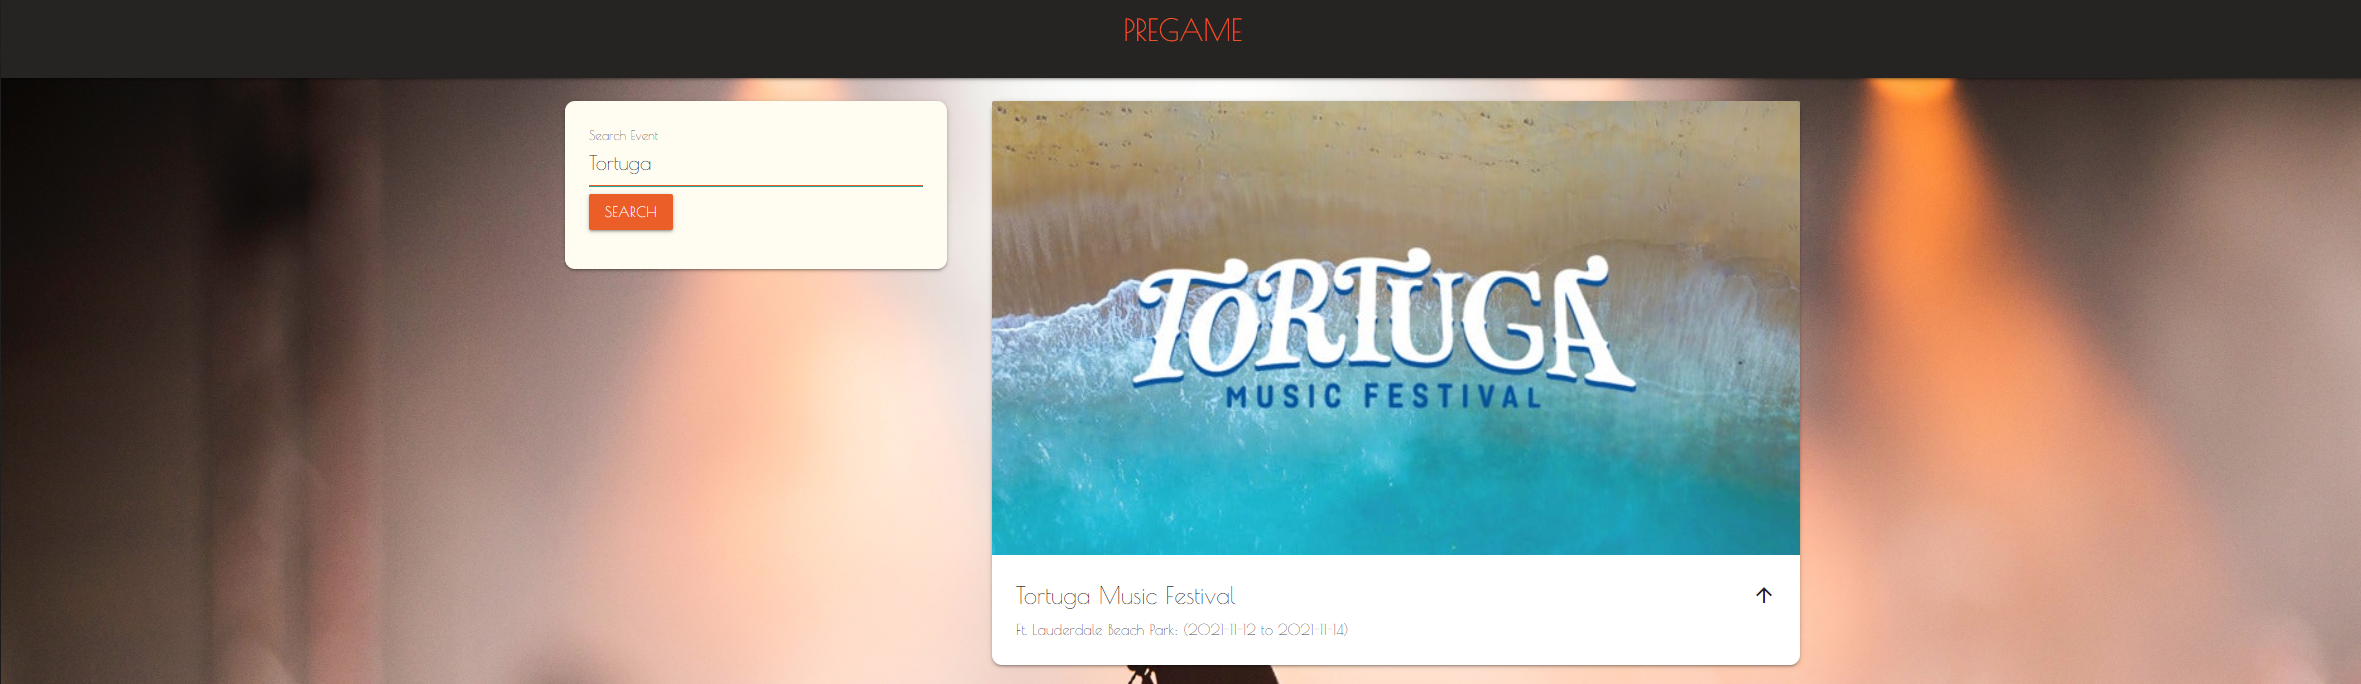 PREGAME
Search Event
Tortuga
SEARCH
TORTUGA
MUSIC FESTIVAL
Tortuga Music Festival
Ft. Lauderdale Beach Park: (2021-11-12 to 2021-11-14)